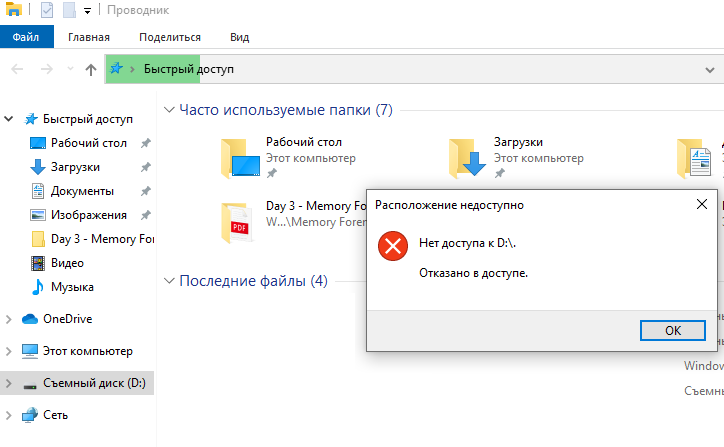 Проводник
Файл
Главная
Поделиться
Вид
Быстрый доступ
Быстрый доступ
Рабочий стол
Загрузки
Документы
Изображения
Day 3 - Memory For
Видео
Музыка
OneDrive
Этот компьютер
Съемный диск (D:)
Сеть
Часто используемые папки (7)
Рабочий стол
Этот компьютер
Загрузки
Этот компьютер
Day 3 - Memory Fo
W...\Memory Foren
PDF
Последние файлы (4)
Расположение недоступно
Нет доступа к D:\.
Отказано в доступе.
OK
Window
Съемны